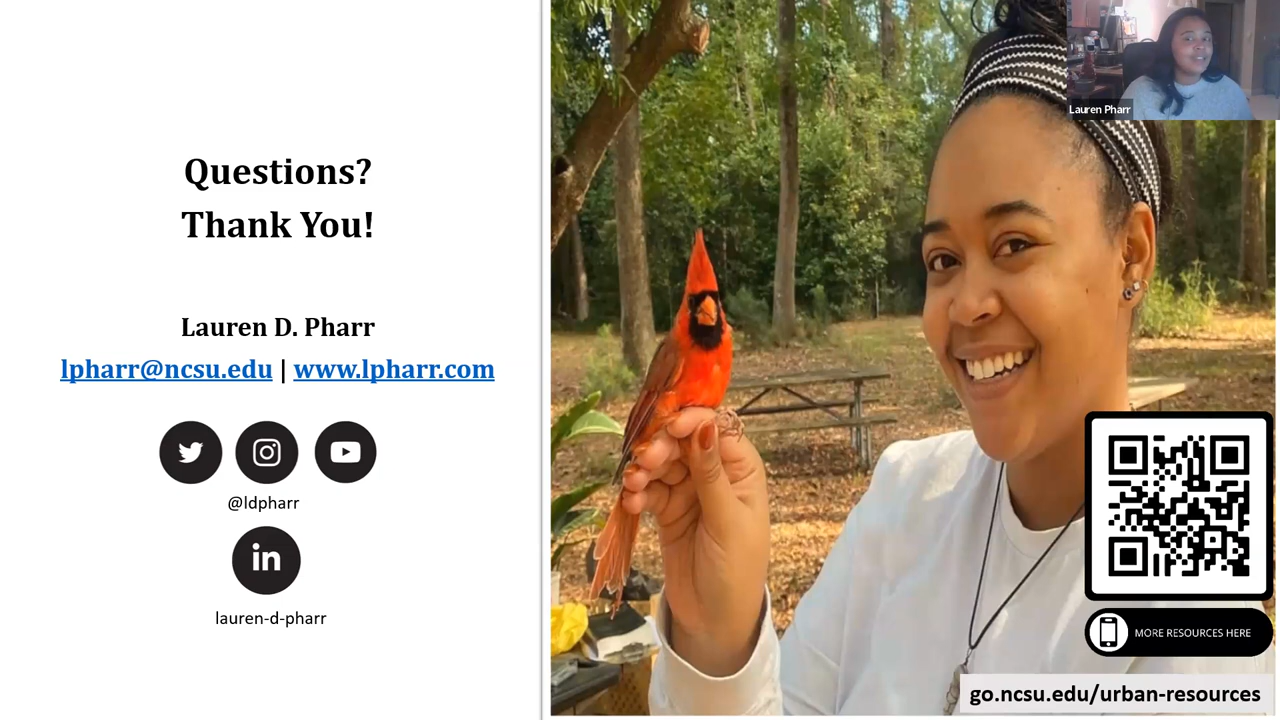 Questions?
Thank You!
Lauren D. Pharr
lpharr@ncsu.edu | www.lpharr.com
@ldpharr
in
lauren-d-pharr
Lauren Pharr
MORE RESOURCES HERE
go.ncsu.edu/urban-resources